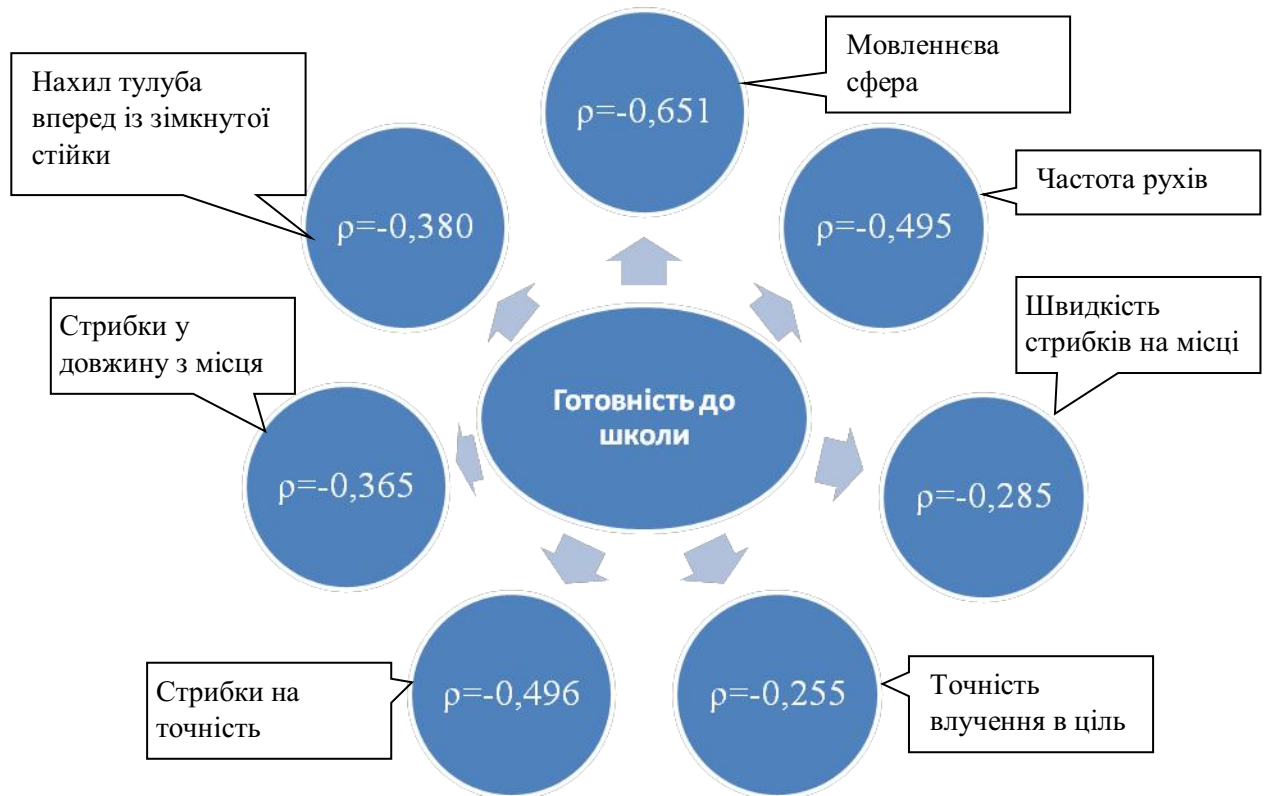 Мовленнєва
сфера
ρ=-0,651
Нахил тулуба
вперед із зімкнутої
стійки
ρ=-0,380
Частота рухів
ρ=-0,495
Стрибки у
довжину з місця
ρ=-0,365
Швидкість
стрибків на місці
ρ=-0,285
Готовність до
школи
Стрибки на
точність
ρ=-0,496
ρ=-0,255
Точність
влучення в ціль